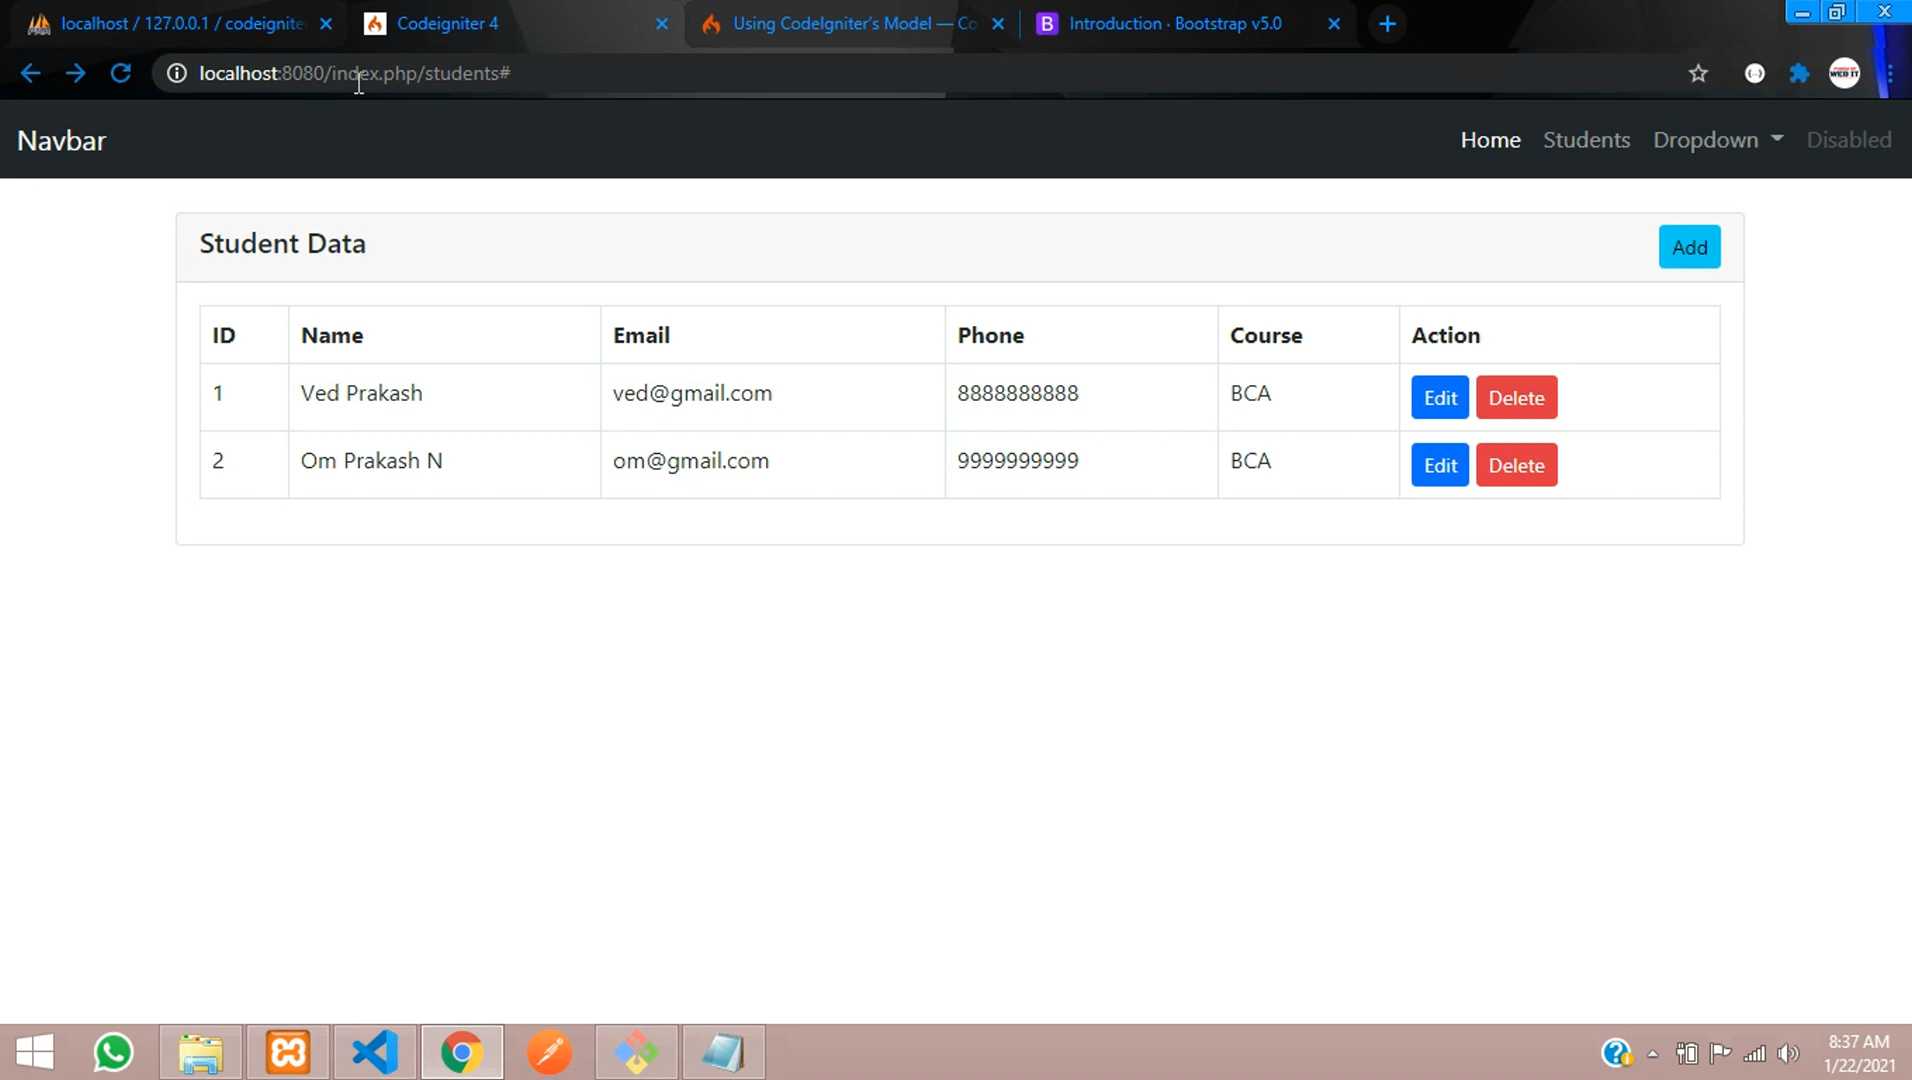 localhost / 127.0.0.1 / codeignite
Codeigniter 4
Using CodeIgniter's Model — Co
B Introduction · Bootstrap v5.0
localhost:8080/index.php/students#
WEB IT
Navbar
Home Students Dropdown Disabled
Student Data
Add
ID Name Email Phone Course Action
1 Ved Prakash ved@gmail.com 8888888888 BCA Edit Delete
2 Om Prakash N om@gmail.com 9999999999 BCA Edit Delete
8:37 AM
1/22/2021